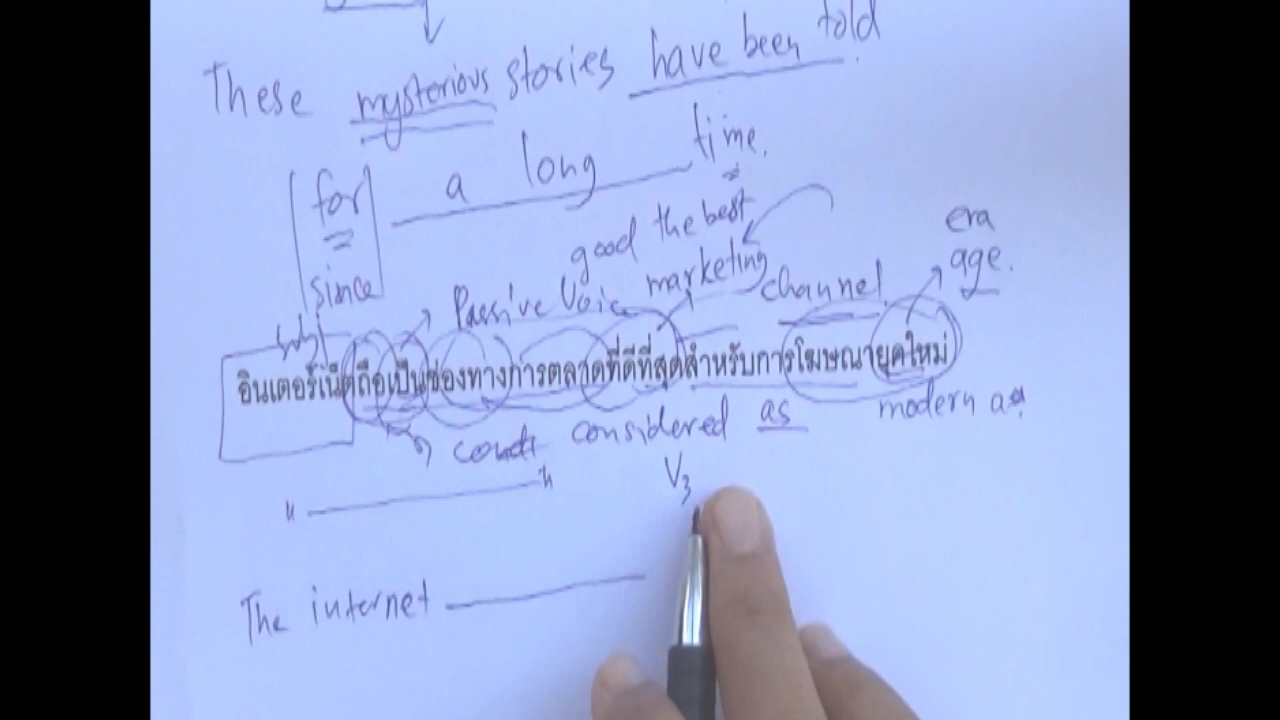 These mysterious stories have been told
for a long time.
since
good the best
era
age.
marketing
channel
Passive Voice
subj
อินเตอร์เน็ตถือเป็นช่องทางการตลาดที่ดีที่สุดสำหรับการโฆษณายุคใหม่
considered as
modern
V3
The internet